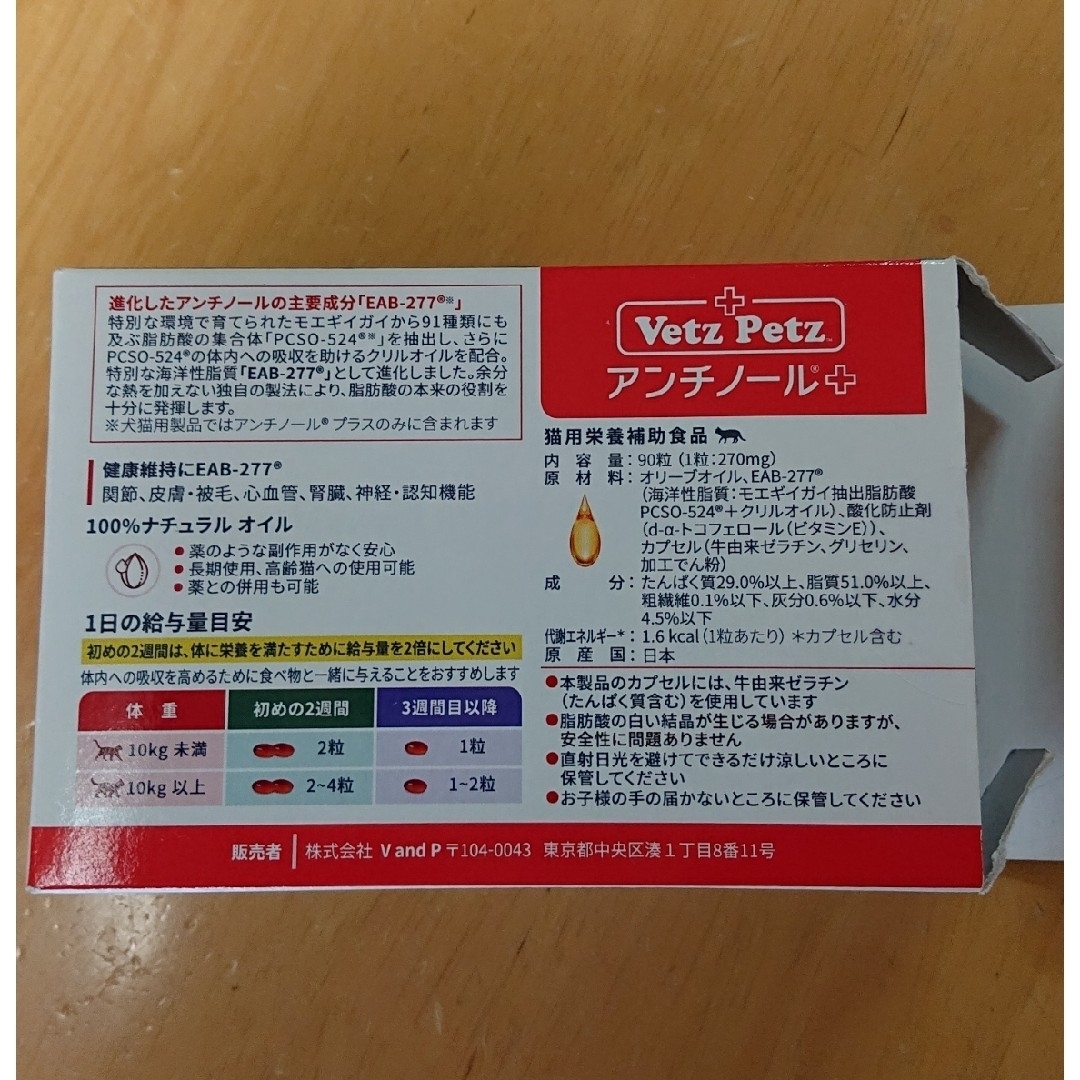 進化したアンチノールの主要成分「EAB-277®※」
特別な環境で育てられたモエギイガイから91種類にも
及ぶ脂肪酸の集合体「PCSO-524®※」を抽出し、さらに
PCSO-524®の体内への吸収を助けるクリルオイルを配合。
特別な海洋性脂質「EAB-277®」として進化しました。余分
な熱を加えない独自の製法により、脂肪酸の本来の役割を
十分に発揮します。
※犬猫用製品ではアンチノール® プラスのみに含まれます
健康維持にEAB-277®
関節、皮膚・被毛、心血管、腎臓、神経・認知機能
100%ナチュラル オイル
● 薬のような副作用がなく安心
● 長期使用、高齢猫への使用可能
● 薬との併用も可能
1日の給与量目安
初めの2週間は、体に栄養を満たすために給与量を2倍にしてください
体内への吸収を高めるために食べ物と一緒に与えることをおすすめします
体 重 初めの2週間 3週間目以降
10kg 未満 2粒 1粒
10kg 以上 2~4粒 1~2粒
Vetz Petz™
アンチノール®+
猫用栄養補助食品
内容量：90粒（1粒：270mg）
原材料：オリーブオイル、EAB-277®
（海洋性脂質：モエギイガイ抽出脂肪酸
PCSO-524®＋クリルオイル）、酸化防止剤
（d-α-トコフェロール（ビタミンE））、
カプセル（牛由来ゼラチン、グリセリン、
加工でん粉）
成分：たんぱく質29.0%以上、脂質51.0%以上、
粗繊維0.1%以下、灰分0.6%以下、水分
4.5%以下
代謝エネルギー*：1.6 kcal（1粒あたり）＊カプセル含む
原産国：日本
●本製品のカプセルには、牛由来ゼラチン
（たんぱく質含む）を使用しています
●脂肪酸の白い結晶が生じる場合がありますが、
安全性に問題ありません
●直射日光を避けてできるだけ涼しいところに
保管してください
●お子様の手の届かないところに保管してください
販売者 株式会社 V and P 〒104-0043 東京都中央区湊1丁目8番11号